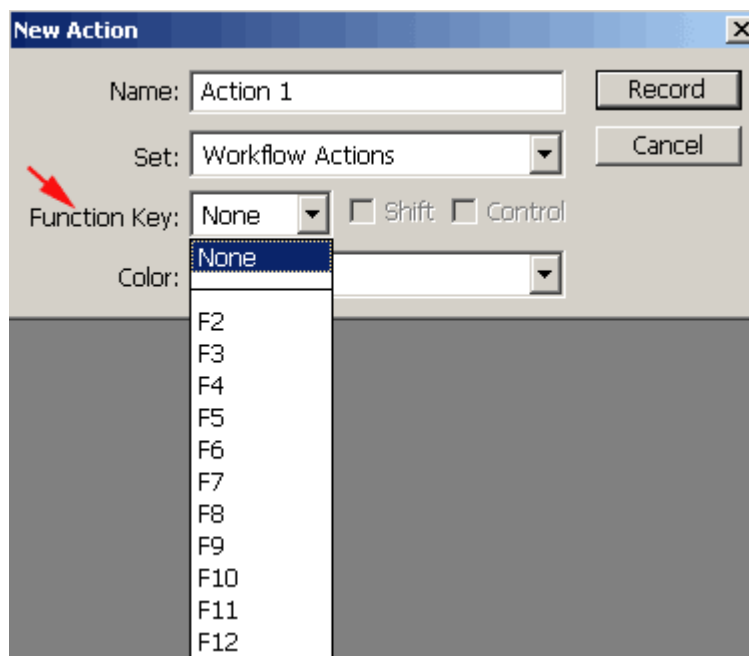 New Action
Name: Action 1 Record
Set: Workflow Actions Cancel
Function Key: None Shift Control
None
Color:
F2
F3
F4
F5
F6
F7
F8
F9
F10
F11
F12